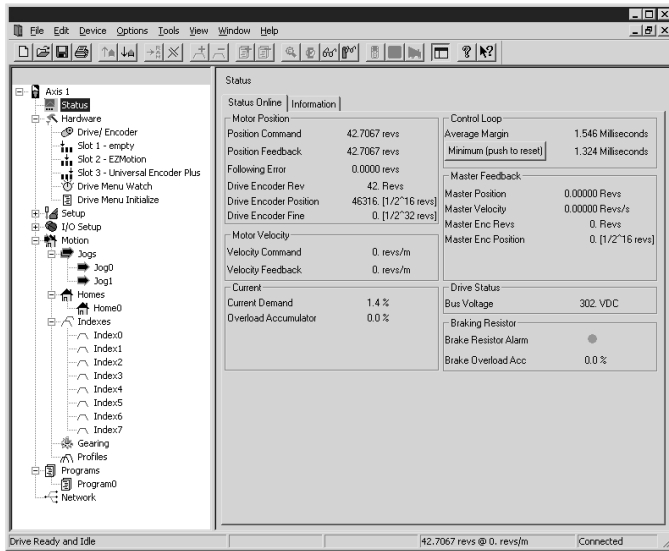 File Edit Device Options Tools View Window Help
Axis 1
Status
Hardware
Drive/ Encoder
Slot 1 - empty
Slot 2 - EZMotion
Slot 3 - Universal Encoder Plus
Drive Menu Watch
Drive Menu Initialize
Setup
I/O Setup
Motion
Jogs
Jog0
Jog1
Homes
Home0
Indexes
Index0
Index1
Index2
Index3
Index4
Index5
Index6
Index7
Gearing
Profiles
Programs
Program0
Network
Status
Status Online Information
Motor Position
Position Command 42.7067 revs
Position Feedback 42.7067 revs
Following Error 0.0000 revs
Drive Encoder Rev 42. Revs
Drive Encoder Position 46316. [1/2^16 revs]
Drive Encoder Fine 0. [1/2^32 revs]
Motor Velocity
Velocity Command 0. revs/m
Velocity Feedback 0. revs/m
Current
Current Demand 1.4 %
Overload Accumulator 0.0 %
Control Loop
Average Margin 1.546 Milliseconds
Minimum (push to reset) 1.324 Milliseconds
Master Feedback
Master Position 0.00000 Revs
Master Velocity 0.00000 Revs/s
Master Enc Revs 0. Revs
Master Enc Position 0. [1/2^16 revs]
Drive Status
Bus Voltage 302. VDC
Braking Resistor
Brake Resistor Alarm
Brake Overload Acc 0.0 %
Drive Ready and Idle 42.7067 revs @ 0. revs/m Connected